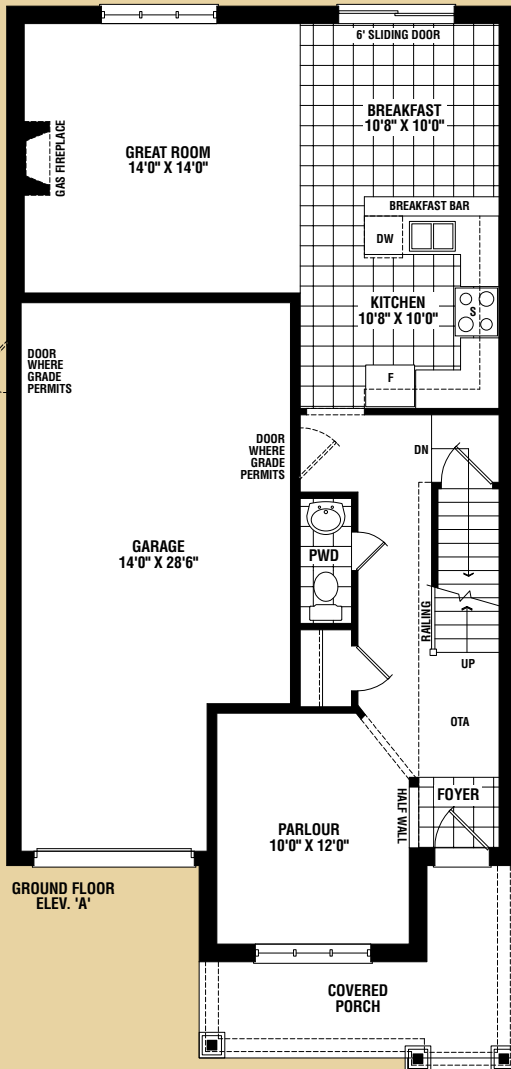 6' SLIDING DOOR
BREAKFAST
10'8" X 10'0"
GREAT ROOM
14'0" X 14'0"
GAS FIREPLACE
BREAKFAST BAR
DW
KITCHEN
10'8" X 10'0"
S
F
DOOR
WHERE
GRADE
PERMITS
DOOR
WHERE
GRADE
PERMITS
DN
GARAGE
14'0" X 28'6"
PWD
RAILING
UP
OTA
FOYER
HALF WALL
PARLOUR
10'0" X 12'0"
GROUND FLOOR
ELEV. 'A'
COVERED
PORCH